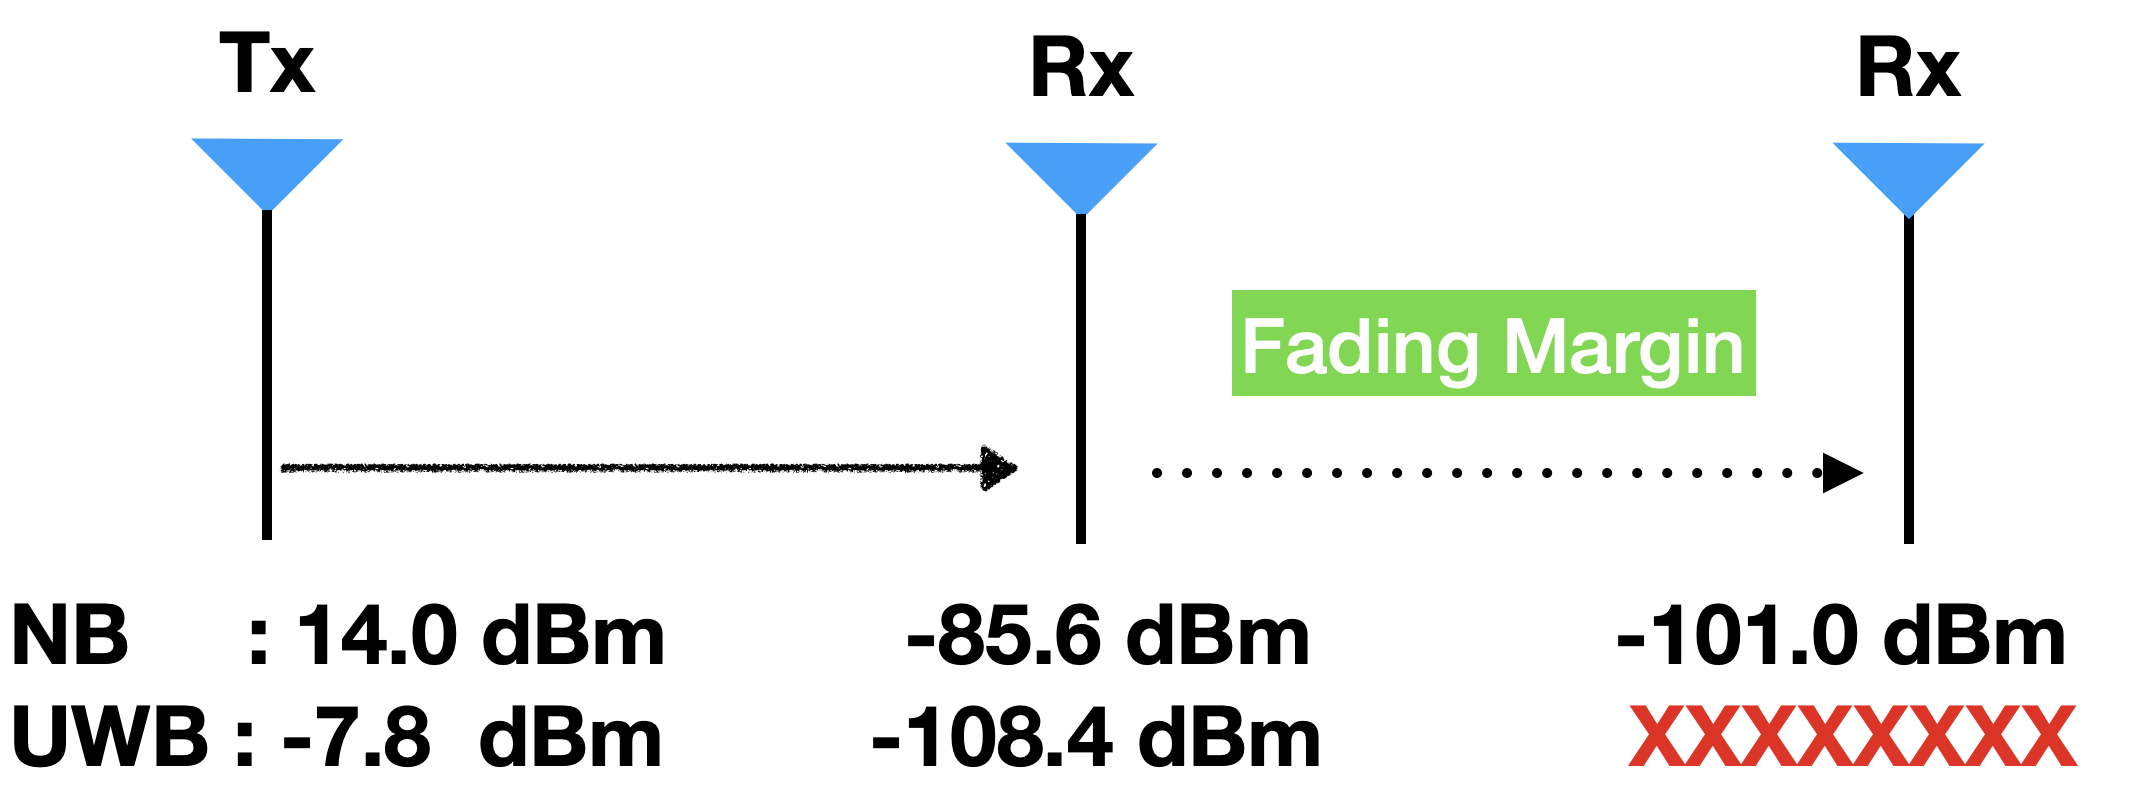 Tx Rx Rx
Fading Margin
NB : 14.0 dBm -85.6 dBm -101.0 dBm
UWB : -7.8 dBm -108.4 dBm XXXXXXXX